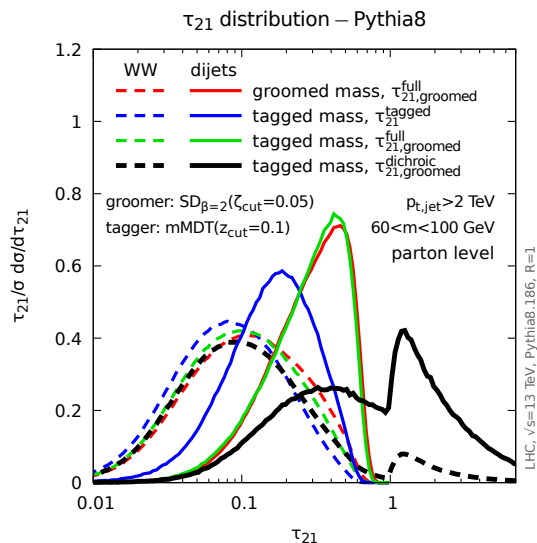 τ21 distribution – Pythia8
WW dijets
groomed mass, τ21,groomed^full
tagged mass, τ21^tagged
tagged mass, τ21,groomed^full
tagged mass, τ21,groomed^dichroic
groomer: SDβ=2(ζcut=0.05) pt,jet>2 TeV
tagger: mMDT(zcut=0.1) 60<m<100 GeV
parton level
τ21/σ dσ/dτ21
1.2
1
0.8
0.6
0.4
0.2
0
0.01 0.1 1
τ21
LHC, √s=13 TeV, Pythia8.186, R=1